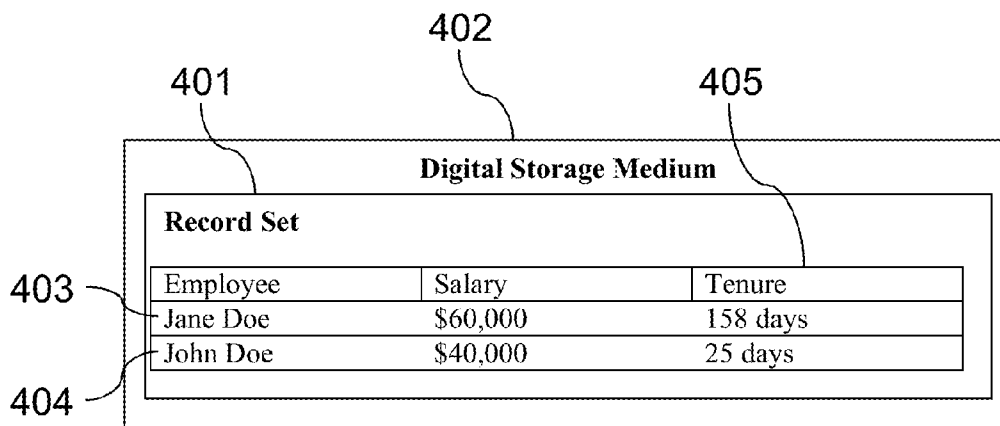 402
401 405
Digital Storage Medium
Record Set
Employee Salary Tenure
403
Jane Doe $60,000 158 days
John Doe $40,000 25 days
404